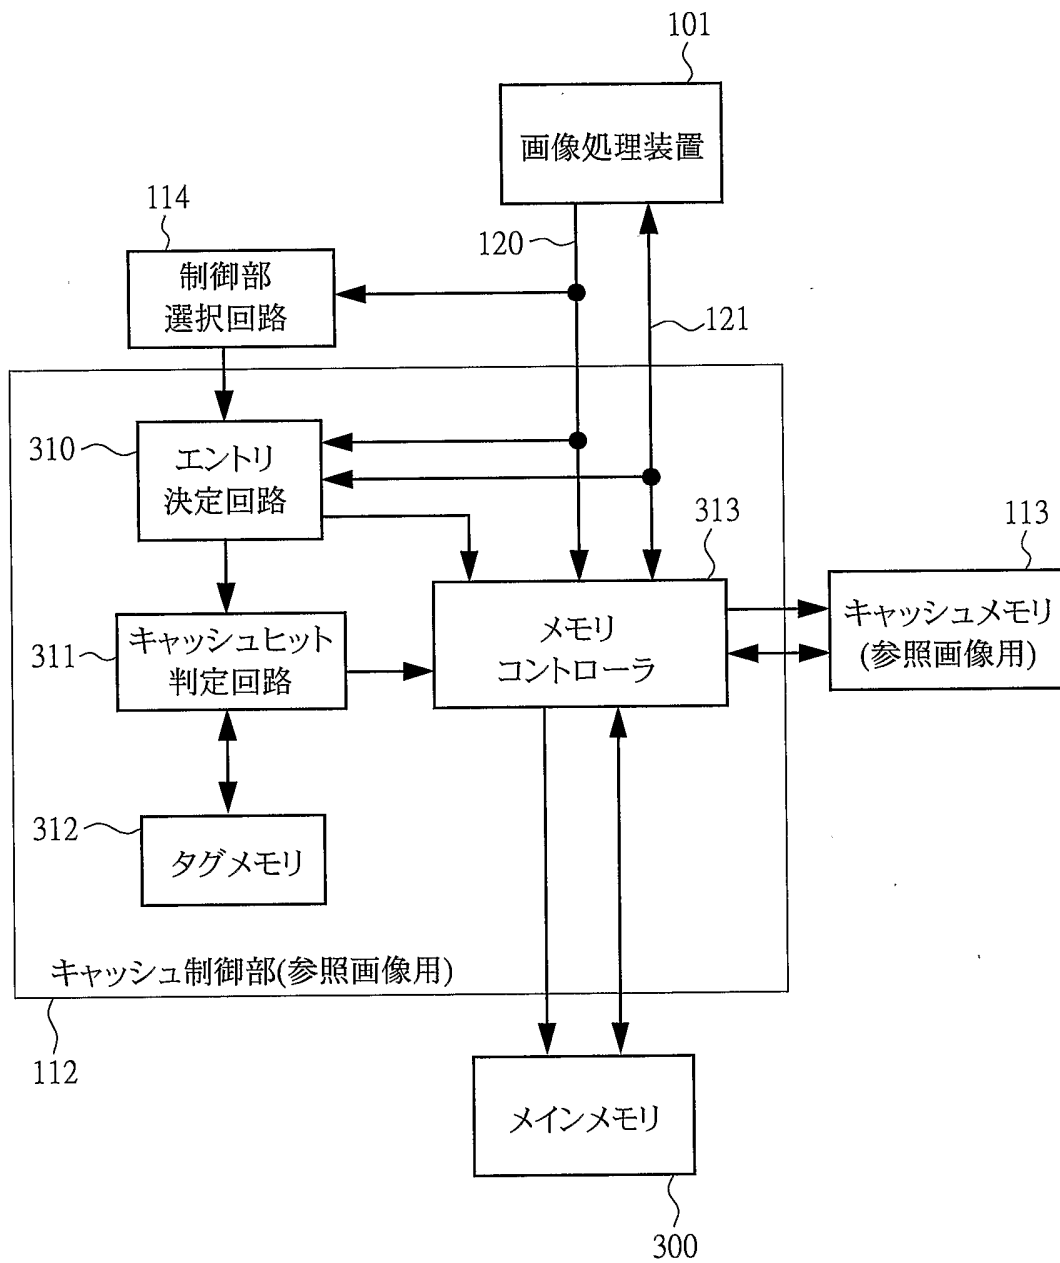 101
画像処理装置
114
制御部
選択回路
120
121
310
エントリ
決定回路
313
113
311
キャッシュヒット
判定回路
メモリ
コントローラ
キャッシュメモリ
(参照画像用)
312
タグメモリ
キャッシュ制御部(参照画像用)
112
メインメモリ
300